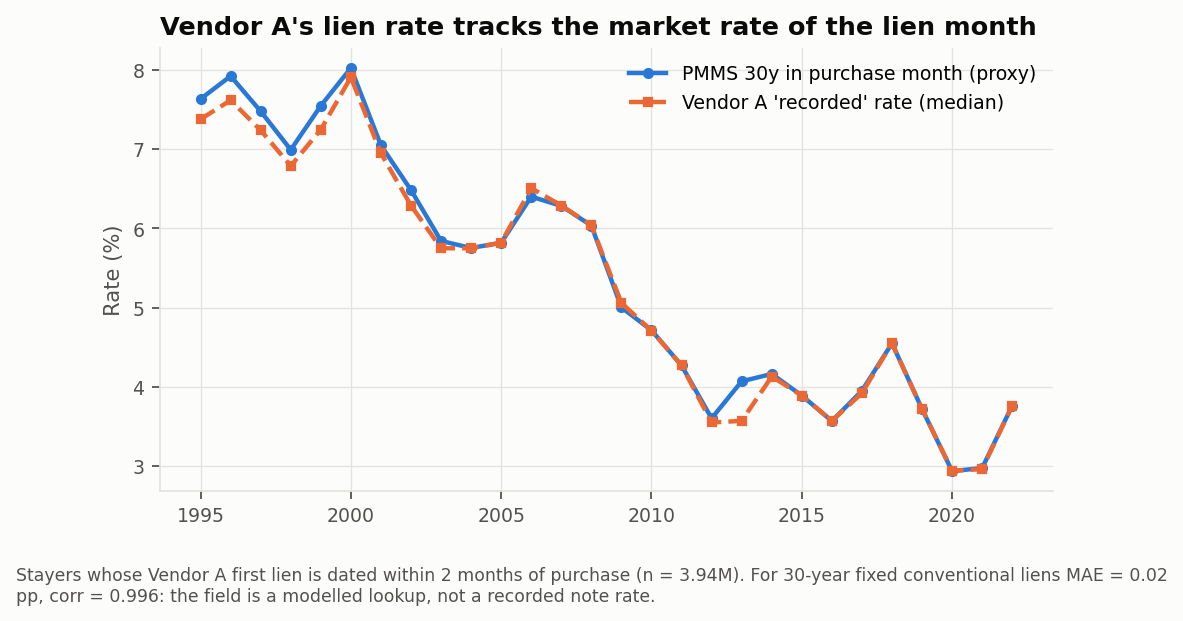 Vendor A's lien rate tracks the market rate of the lien month
PMMS 30y in purchase month (proxy)
Vendor A 'recorded' rate (median)
Rate (%)
8
7
6
5
4
3
1995
2000
2005
2010
2015
2020
Stayers whose Vendor A first lien is dated within 2 months of purchase (n = 3.94M). For 30-year fixed conventional liens MAE = 0.02
pp, corr = 0.996: the field is a modelled lookup, not a recorded note rate.